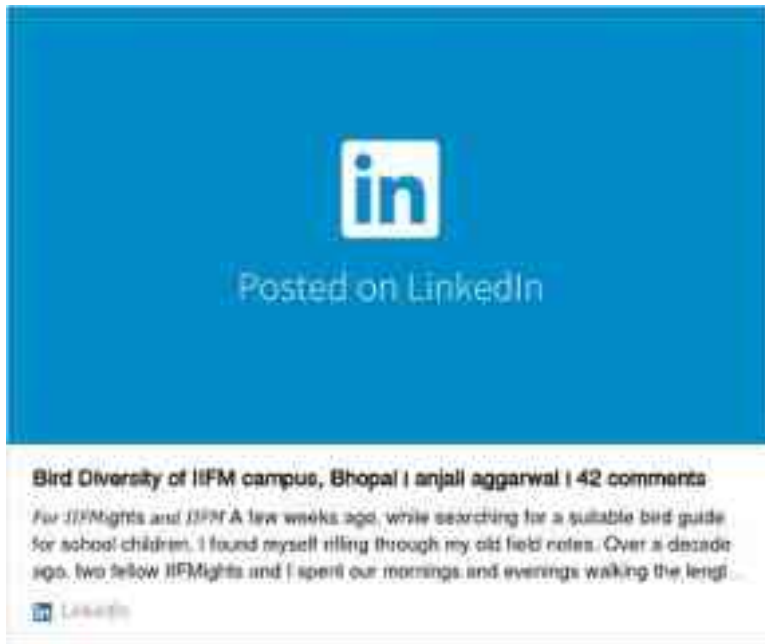 in
Posted on LinkedIn
Bird Diversity of IIFM campus, Bhopal | anjali aggarwal | 42 comments
For IIFMights and IIFM A few weeks ago, while searching for a suitable bird guide
for school children, I found myself rifling through my old field notes. Over a decade
ago, two fellow IIFMights and I spent our mornings and evenings walking the lengt...
in LinkedIn